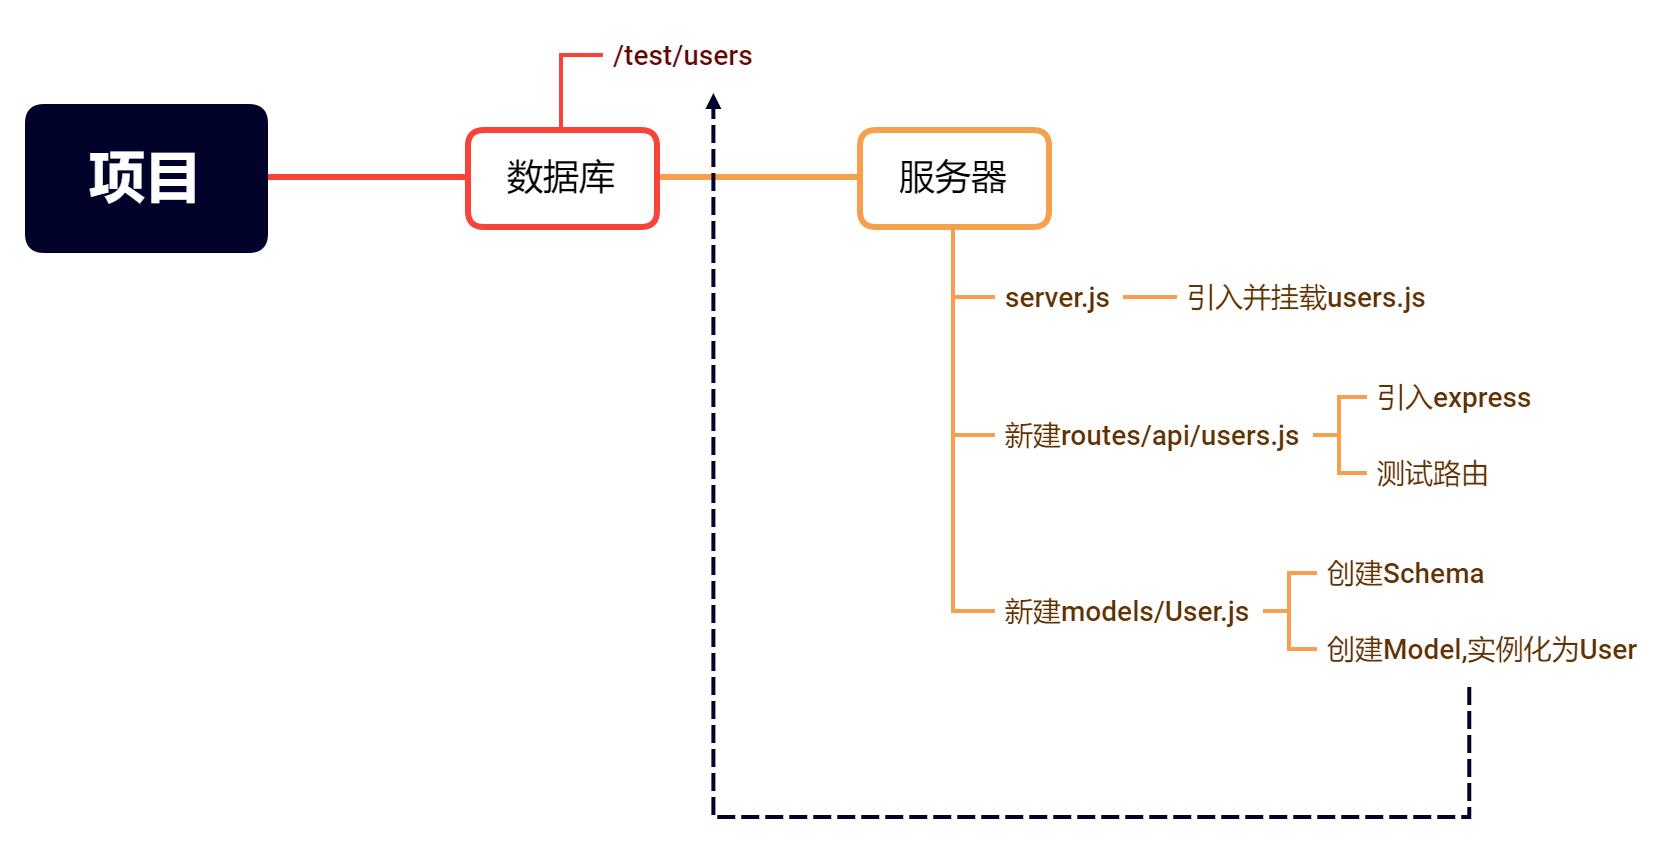 /test/users
项目
数据库
服务器
server.js
引入并挂载users.js
引入express
新建routes/api/users.js
测试路由
创建Schema
新建models/User.js
创建Model,实例化为User